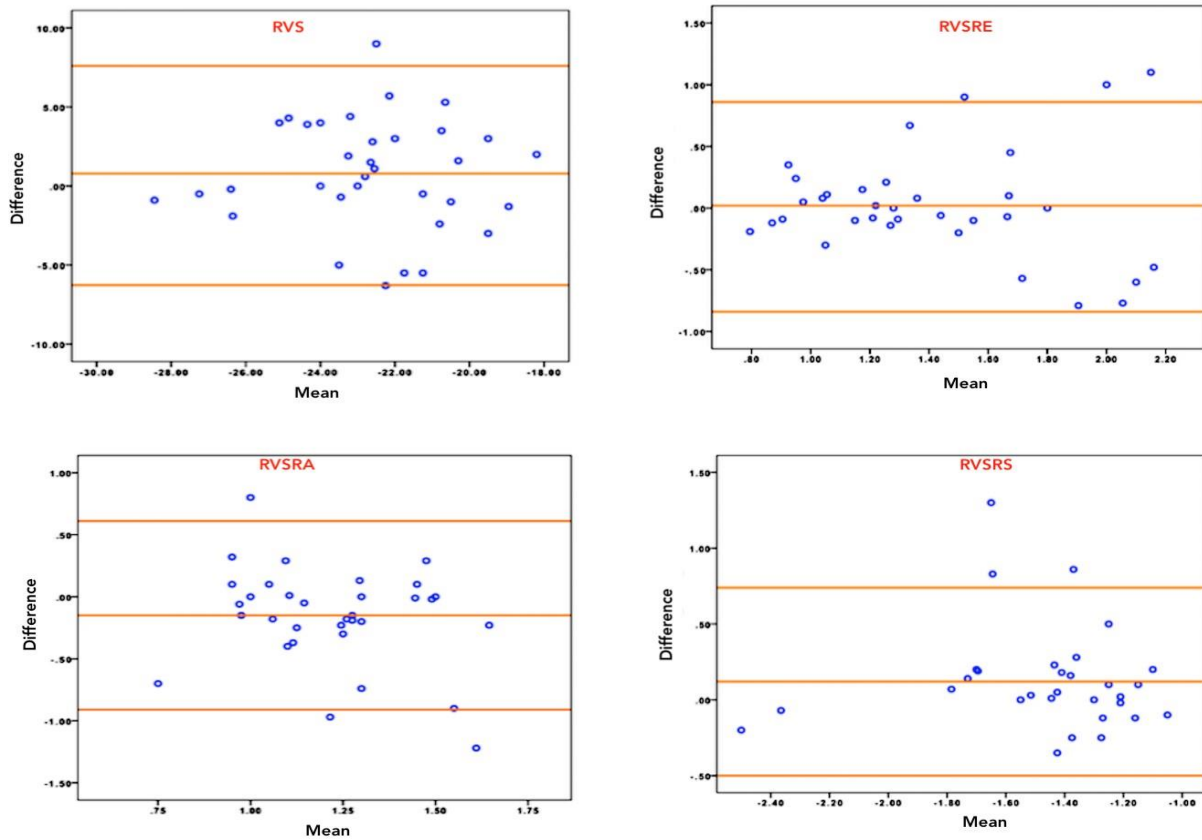 RVS
10.00
5.00
.00
-5.00
-10.00
Difference
-30.00 -28.00 -26.00 -24.00 -22.00 -20.00 -18.00
Mean
RVSRE
1.50
1.00
.50
.00
-.50
-1.00
Difference
.80 1.00 1.20 1.40 1.60 1.80 2.00 2.20
Mean
RVSRA
1.00
.50
.00
-.50
-1.00
-1.50
Difference
.75 1.00 1.25 1.50 1.75
Mean
RVSRS
1.50
1.00
.50
.00
-.50
Difference
-2.40 -2.20 -2.00 -1.80 -1.60 -1.40 -1.20 -1.00
Mean